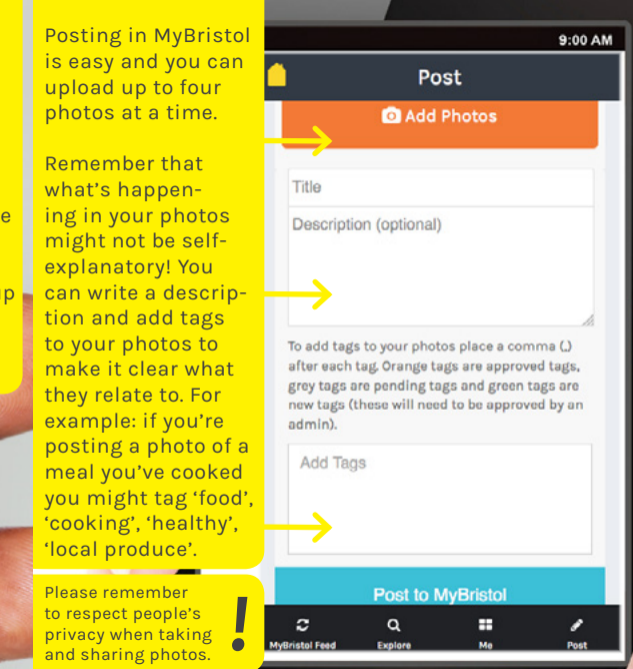 Posting in MyBristol
is easy and you can
upload up to four
photos at a time.
Remember that
what's happen-
ing in your photos
might not be self-
explanatory! You
can write a descrip-
tion and add tags
to your photos to
make it clear what
they relate to. For
example: if you're
posting a photo of a
meal you've cooked
you might tag ‘food’,
‘cooking’, ‘healthy’,
‘local produce’.
Please remember
to respect people's
privacy when taking
and sharing photos.
!
9:00 AM
Post
Add Photos
Title
Description (optional)
To add tags to your photos place a comma (,)
after each tag. Orange tags are approved tags,
grey tags are pending tags and green tags are
new tags (these will need to be approved by an
admin).
Add Tags
Post to MyBristol
MyBristol Feed Explore Me Post